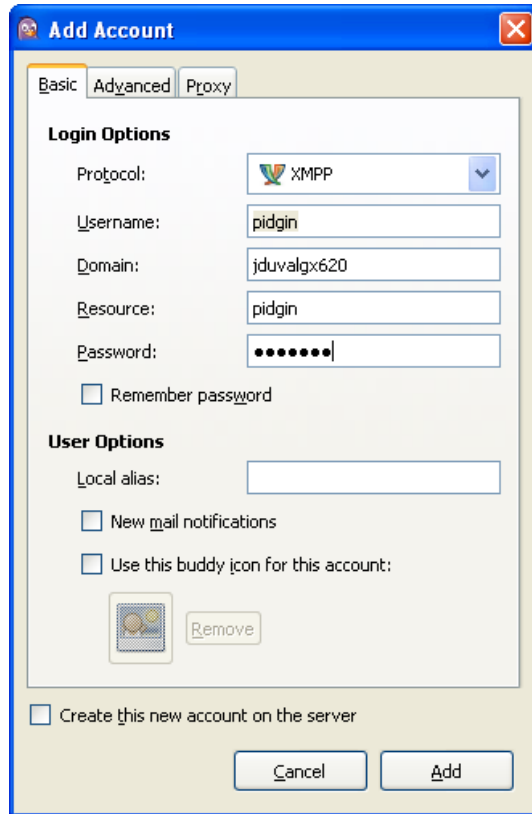 Add Account
Basic Advanced Proxy
Login Options
Protocol: XMPP
Username: pidgin
Domain: jduvalgx620
Resource: pidgin
Password: ●●●●●●●
Remember password
User Options
Local alias:
New mail notifications
Use this buddy icon for this account:
Remove
Create this new account on the server
Cancel Add